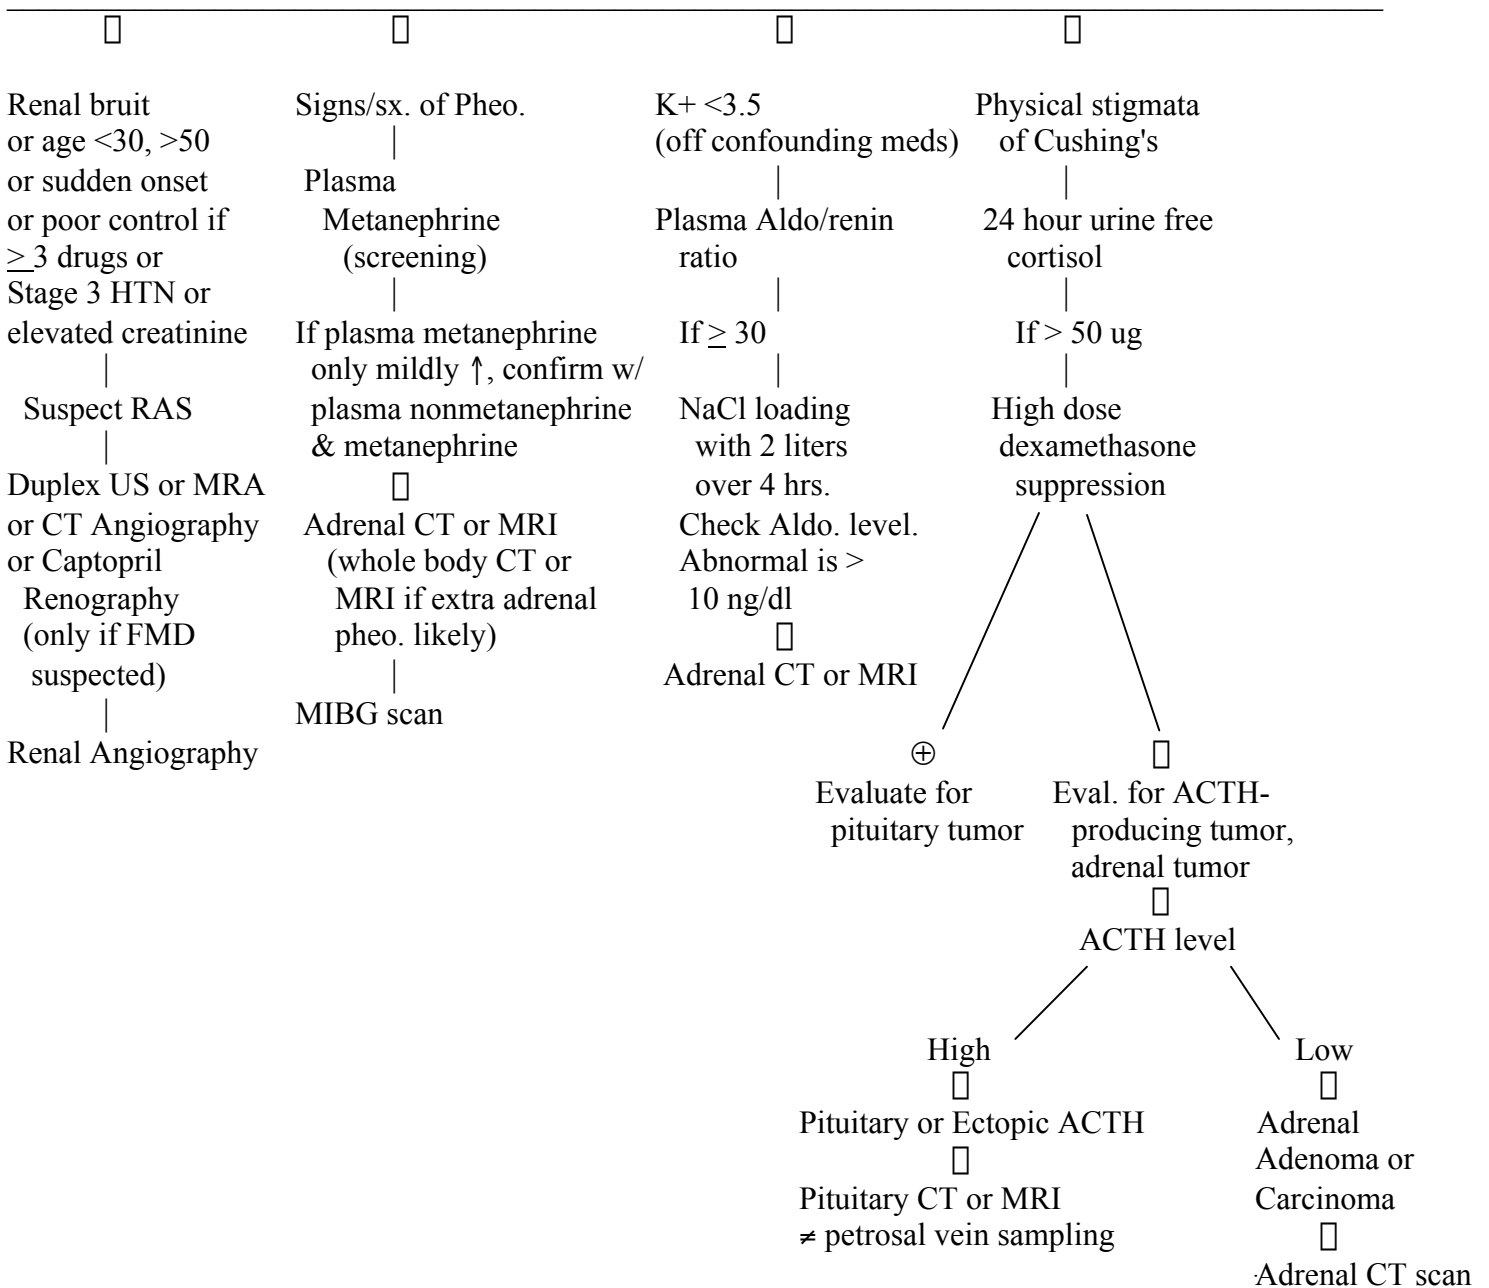 Renal bruit
or age <30, >50
or sudden onset
or poor control if
≥ 3 drugs or
Stage 3 HTN or
elevated creatinine
|
Suspect RAS
|
Duplex US or MRA
or CT Angiography
or Captopril
Renography
(only if FMD
suspected)
|
Renal Angiography
Signs/sx. of Pheo.
|
Plasma
Metanephrine
(screening)
|
If plasma metanephrine
only mildly ↑, confirm w/
plasma nonmetanephrine
& metanephrine
Adrenal CT or MRI
(whole body CT or
MRI if extra adrenal
pheo. likely)
|
MIBG scan
K+ <3.5
(off confounding meds)
|
Plasma Aldo/renin
ratio
|
If ≥ 30
|
NaCl loading
with 2 liters
over 4 hrs.
Check Aldo. level.
Abnormal is >
10 ng/dl
Adrenal CT or MRI
Physical stigmata
of Cushing's
|
24 hour urine free
cortisol
|
If > 50 ug
|
High dose
dexamethasone
suppression
⊕
Evaluate for
pituitary tumor
Eval. for ACTH-
producing tumor,
adrenal tumor
ACTH level
High
Pituitary or Ectopic ACTH
Pituitary CT or MRI
≠ petrosal vein sampling
Low
Adrenal
Adenoma or
Carcinoma
Adrenal CT scan